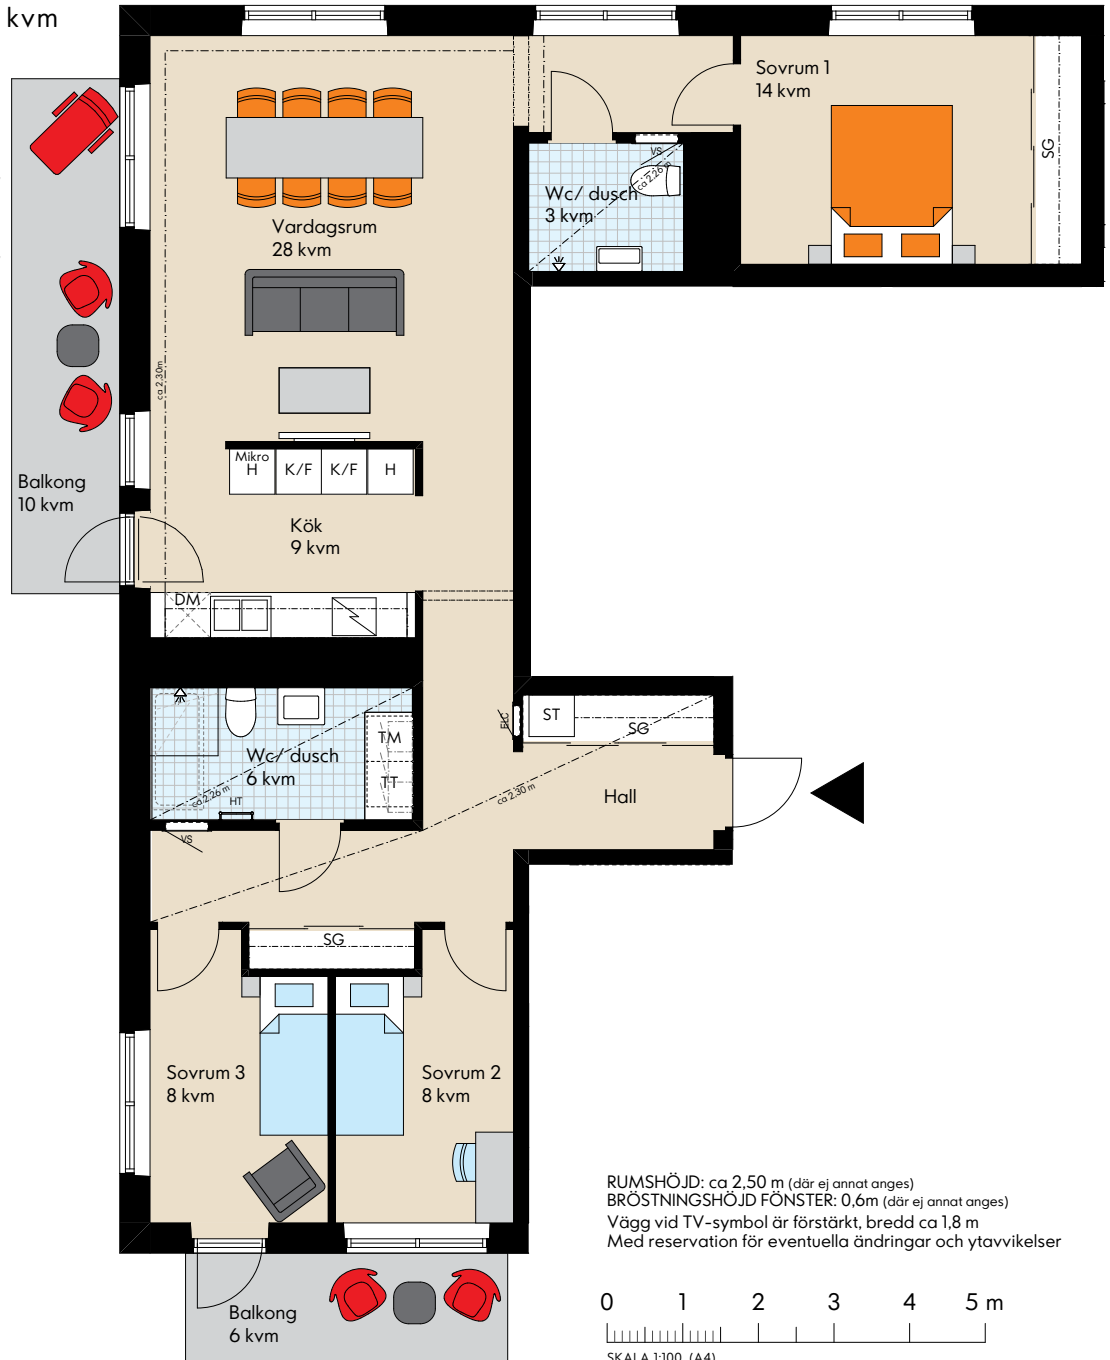 kvm
Sovrum 1
14 kvm
SG
VS
ca 2.26 m
Wc/ dusch
3 kvm
Vardagsrum
28 kvm
ca 2.30m
Mikro
H
K/F
K/F
H
Balkong
10 kvm
Kök
9 kvm
DM
ELC
ST
SG
TM
Wc/ dusch
6 kvm
TT
ca 2.26 m
HT
ca 2.30 m
Hall
VS
SG
Sovrum 3
8 kvm
Sovrum 2
8 kvm
RUMSHÖJD: ca 2,50 m (där ej annat anges)
BRÖSTNINGSHÖJD FÖNSTER: 0,6m (där ej annat anges)
Vägg vid TV-symbol är förstärkt, bredd ca 1,8 m
Med reservation för eventuella ändringar och ytavvikelser
Balkong
6 kvm
0 1 2 3 4 5 m
SKALA 1:100 (A4)